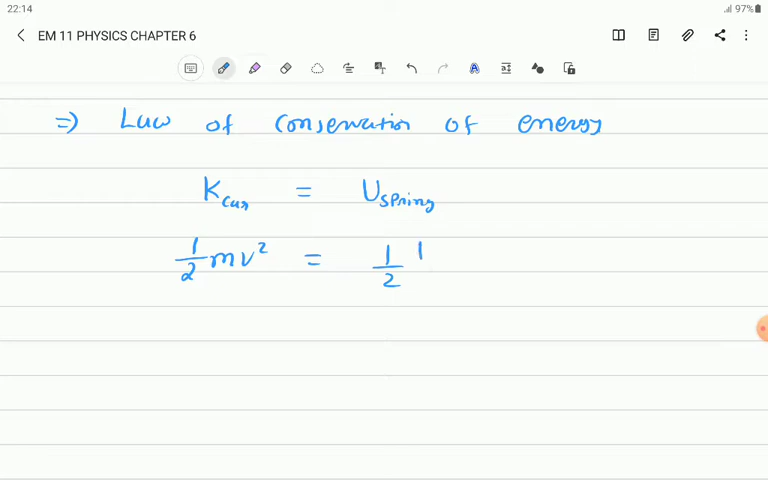 22:14 97%
EM 11 PHYSICS CHAPTER 6
=> Law of conservation of energy
K car = U spring
1/2 mv² = 1/2 |